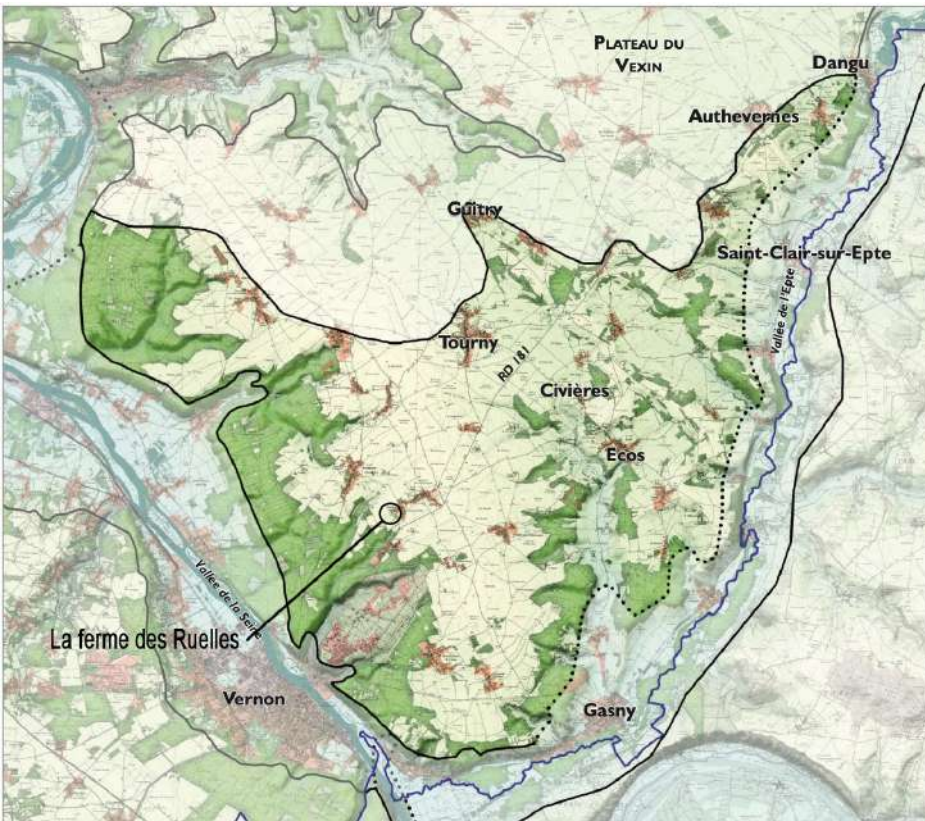 PLATEAU DU
VEXIN
Dangu
Authevernes
Guitry
Saint-Clair-sur-Epte
Vallée de l'Epte
Tourny
RD 181
Civières
Ecos
Vallée de la Seine
La ferme des Ruelles
Vernon
Gasny